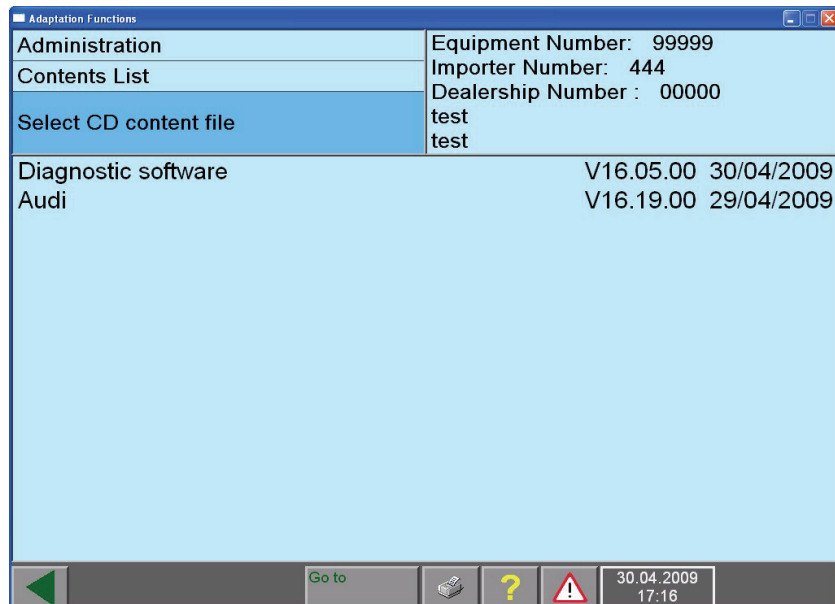 Adaptation Functions
Administration
Contents List
Select CD content file
Equipment Number: 99999
Importer Number: 444
Dealership Number : 00000
test
test
Diagnostic software V16.05.00 30/04/2009
Audi V16.19.00 29/04/2009
Go to
?
!
30.04.2009
17:16